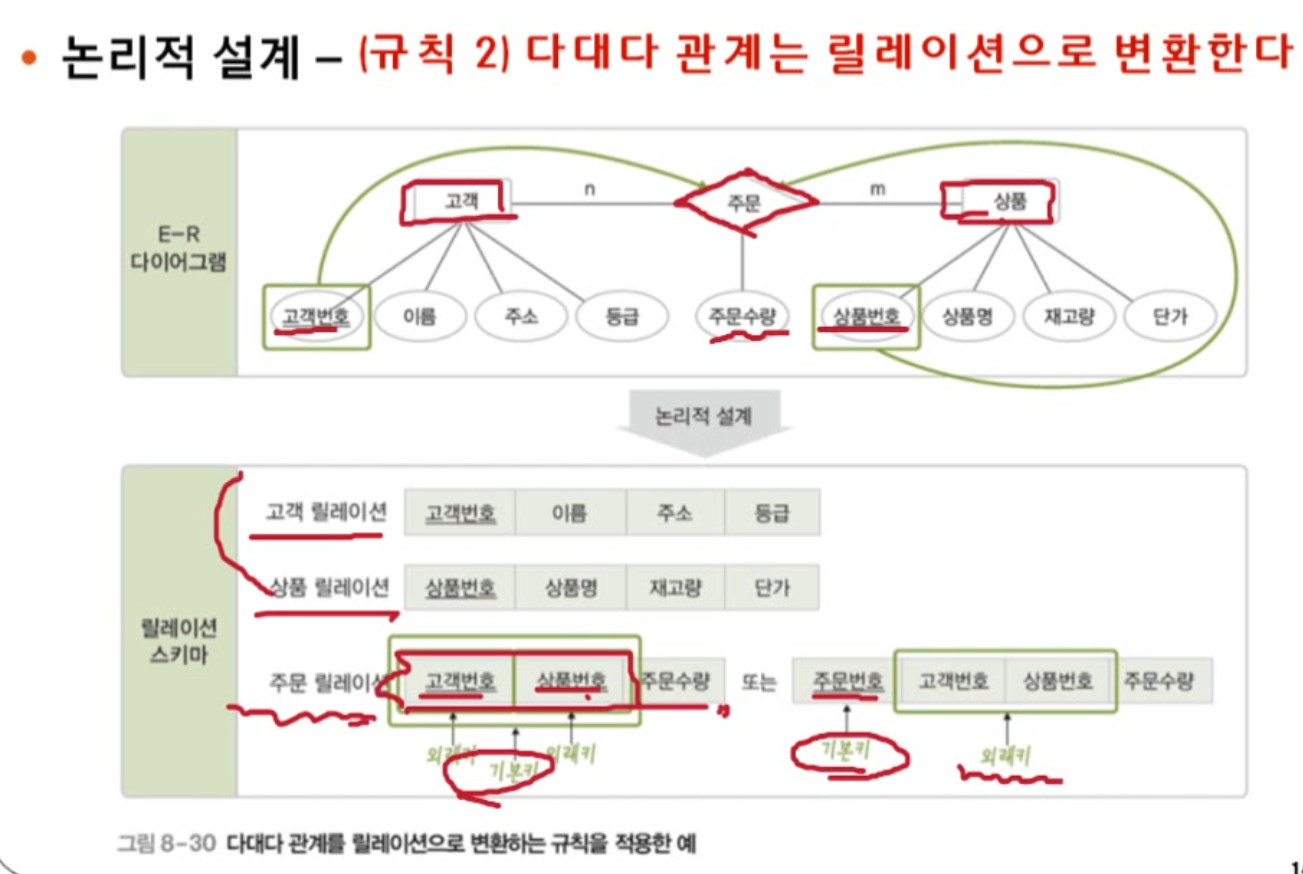 • 논리적 설계 – (규칙 2) 다대다 관계는 릴레이션으로 변환한다
E-R
다이어그램
고객 n 주문 m 상품
고객번호 이름 주소 등급 주문수량 상품번호 상품명 재고량 단가
논리적 설계
릴레이션
스키마
고객 릴레이션 고객번호 이름 주소 등급
상품 릴레이션 상품번호 상품명 재고량 단가
주문 릴레이션 고객번호 상품번호 주문수량 또는 주문번호 고객번호 상품번호 주문수량
외래키 기본키 외래키 기본키 외래키
그림 8-30 다대다 관계를 릴레이션으로 변환하는 규칙을 적용한 예